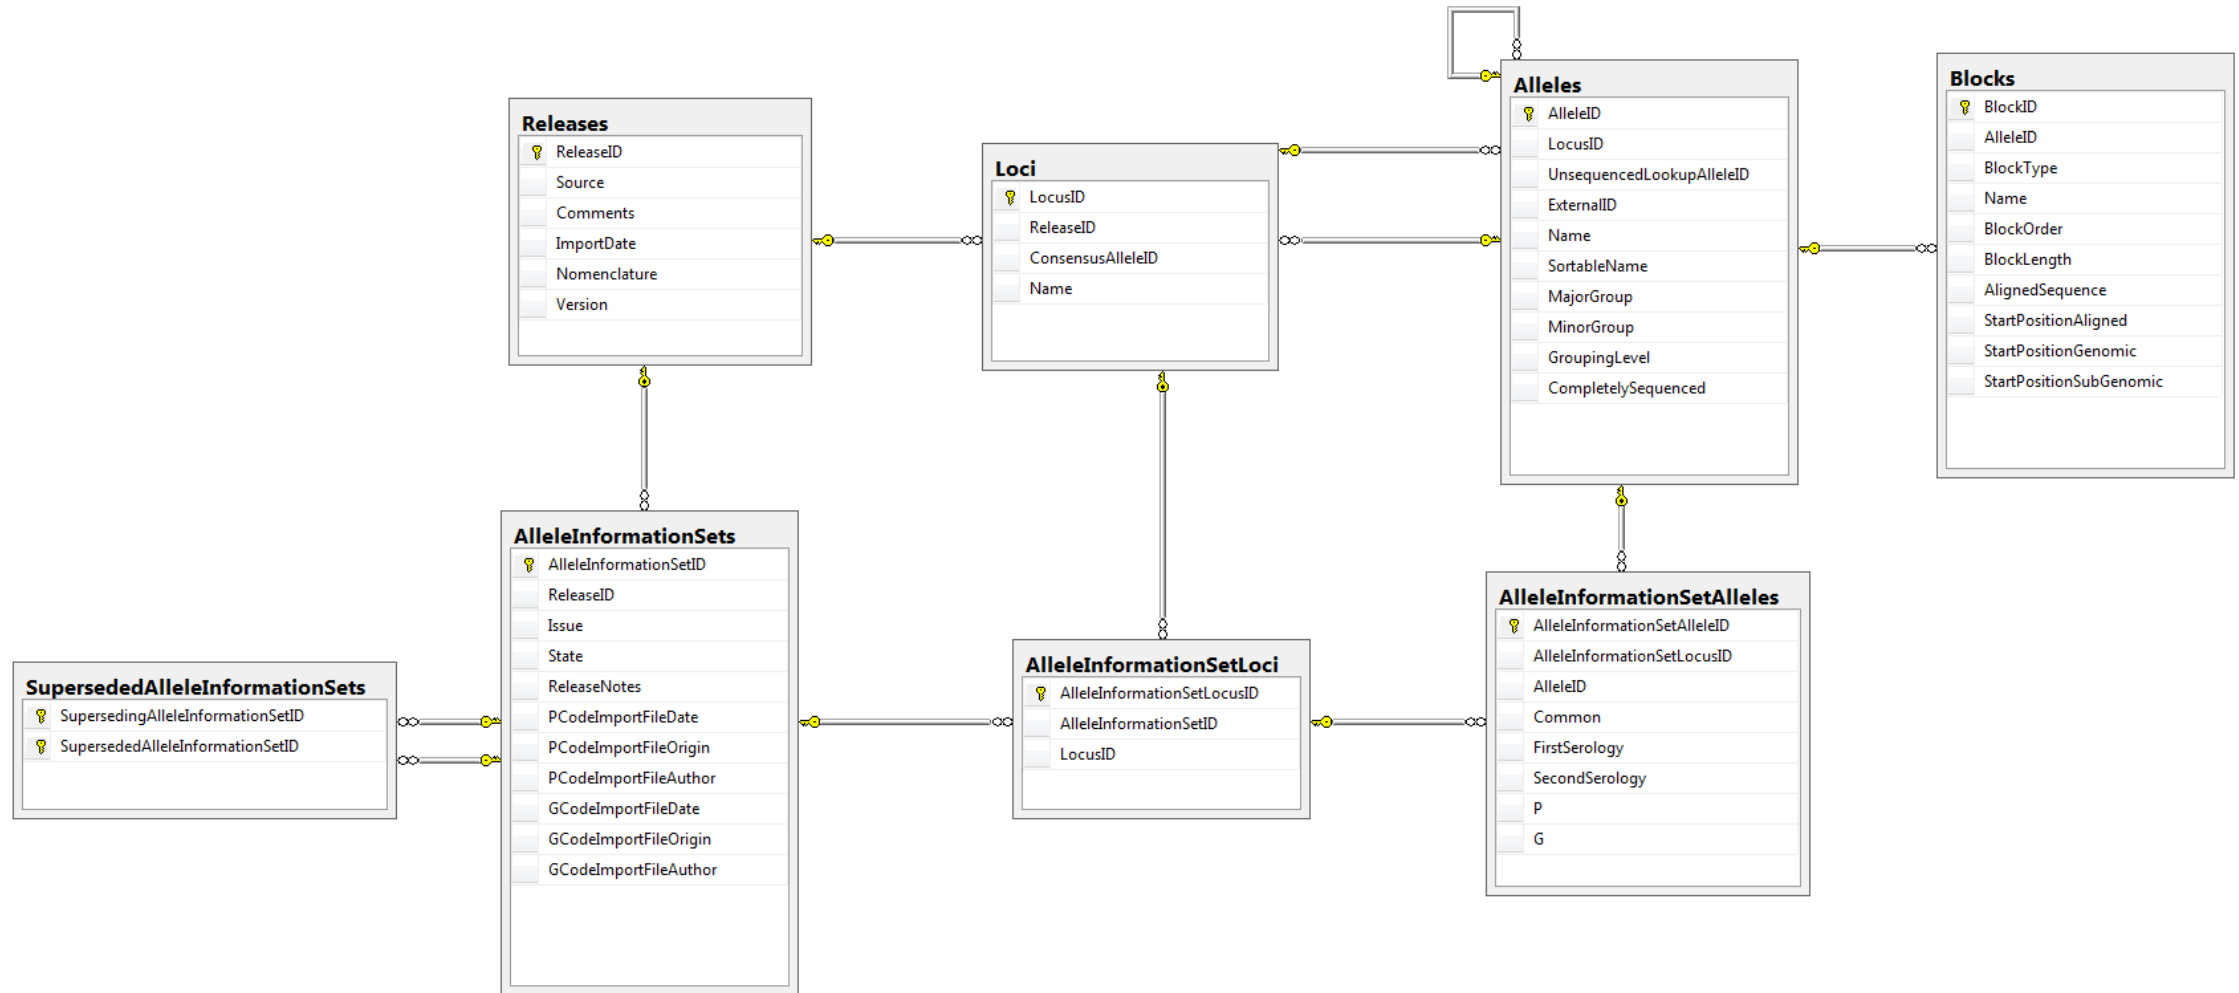 Releases
ReleaseID
Source
Comments
ImportDate
Nomenclature
Version
Loci
LocusID
ReleaseID
ConsensusAlleleID
Name
Alleles
AlleleID
LocusID
UnsequencedLookupAlleleID
ExternalID
Name
SortableName
MajorGroup
MinorGroup
GroupingLevel
CompletelySequenced
Blocks
BlockID
AlleleID
BlockType
Name
BlockOrder
BlockLength
AlignedSequence
StartPositionAligned
StartPositionGenomic
StartPositionSubGenomic
SupersededAlleleInformationSets
SupersedingAlleleInformationSetID
SupersededAlleleInformationSetID
AlleleInformationSets
AlleleInformationSetID
ReleaseID
Issue
State
ReleaseNotes
PCodeImportFileDate
PCodeImportFileOrigin
PCodeImportFileAuthor
GCodeImportFileDate
GCodeImportFileOrigin
GCodeImportFileAuthor
AlleleInformationSetLoci
AlleleInformationSetLocusID
AlleleInformationSetID
LocusID
AlleleInformationSetAlleles
AlleleInformationSetAlleleID
AlleleInformationSetLocusID
AlleleID
Common
FirstSerology
SecondSerology
P
G